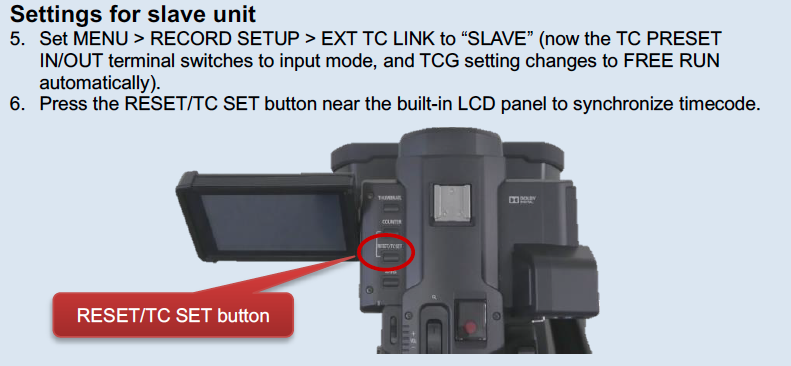 Settings for slave unit
5. Set MENU > RECORD SETUP > EXT TC LINK to “SLAVE” (now the TC PRESET
IN/OUT terminal switches to input mode, and TCG setting changes to FREE RUN
automatically).
6. Press the RESET/TC SET button near the built-in LCD panel to synchronize timecode.
THUMBNAIL
DOLBY
DIGITAL
COUNTER
RESET/TC SET
RESET/TC SET button